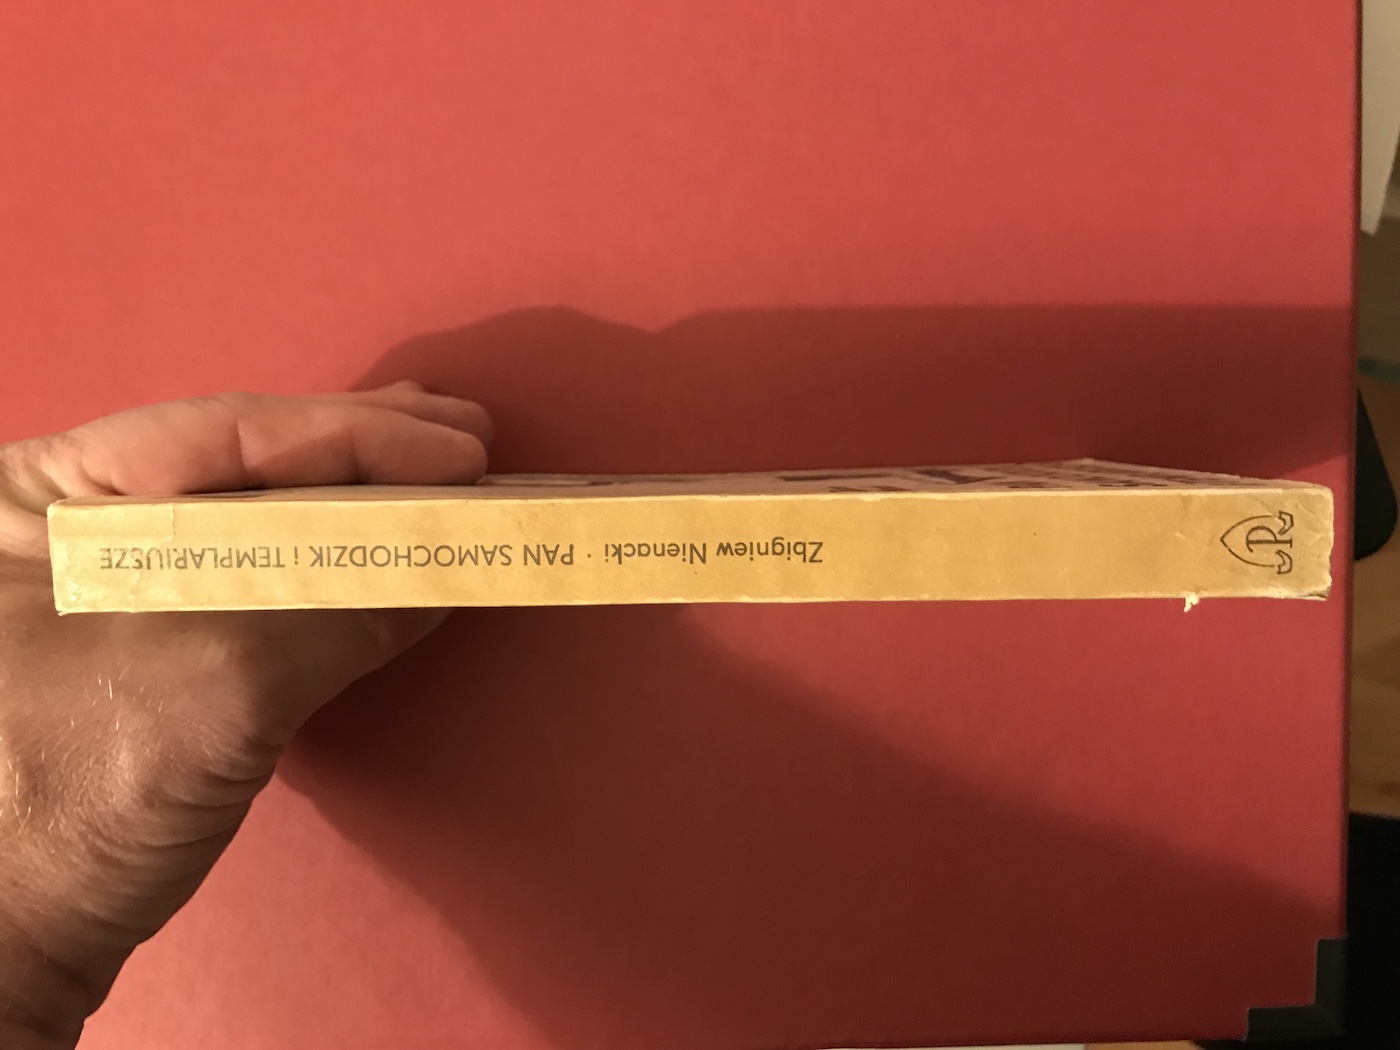 Zbigniew Nienacki · PAN SAMOCHODZIK i TEMPLARIUSZE